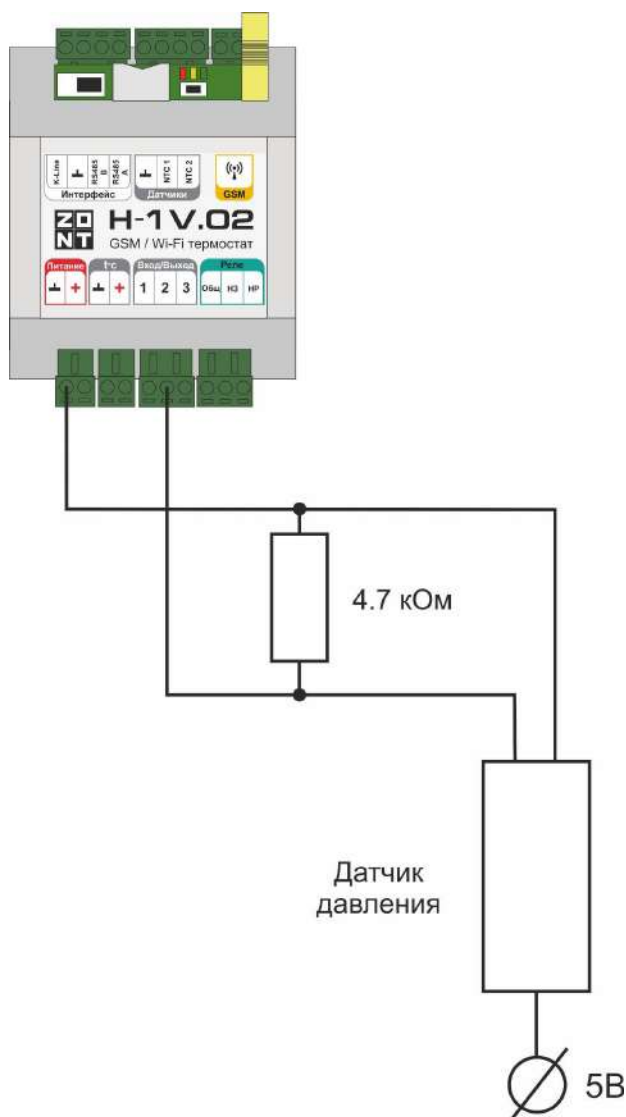 K-Line
⊥
RS485 B
RS485 A
⊥
NTC 1
NTC 2
Интерфейс
Датчики
GSM
ZONT
H-1V.02
GSM / Wi-Fi термостат
Питание
t°C
Вход/Выход
Реле
⊥ + ⊥ + 1 2 3 Общ НЗ НР
4.7 кОм
Датчик
давления
5В